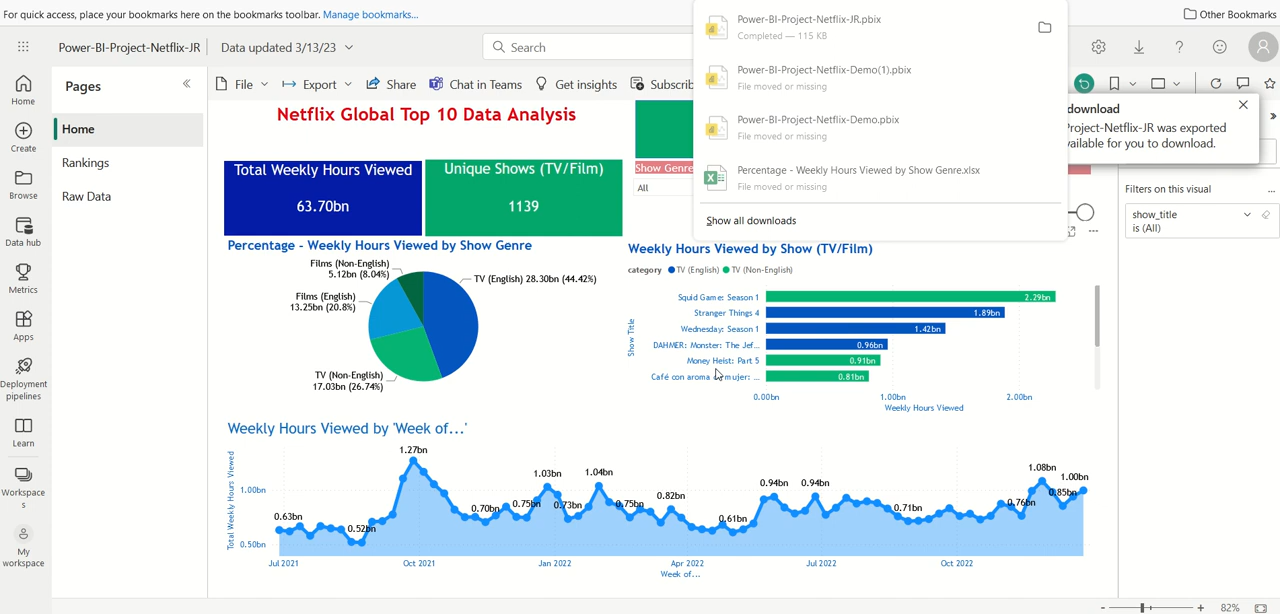 For quick access, place your bookmarks here on the bookmarks toolbar. Manage bookmarks...
Other Bookmarks
Power-BI-Project-Netflix-JR
Data updated 3/13/23
Search
Power-BI-Project-Netflix-JR.pbix
Completed — 115 KB
Power-BI-Project-Netflix-Demo(1).pbix
File moved or missing
Power-BI-Project-Netflix-Demo.pbix
File moved or missing
Percentage - Weekly Hours Viewed by Show Genre.xlsx
File moved or missing
Show all downloads
download
Project-Netflix-JR was exported
vailable for you to download.
Home
Create
Browse
Data hub
Metrics
Apps
Deployment
pipelines
Learn
Workspace
s
My
workspace
Pages
Home
Rankings
Raw Data
File
Export
Share
Chat in Teams
Get insights
Subscrib
Netflix Global Top 10 Data Analysis
Total Weekly Hours Viewed
63.70bn
Unique Shows (TV/Film)
1139
Show Genre
All
Filters on this visual
...
show_title
is (All)
Percentage - Weekly Hours Viewed by Show Genre
Films (Non-English)
5.12bn (8.04%)
TV (English) 28.30bn (44.42%)
Films (English)
13.25bn (20.8%)
TV (Non-English)
17.03bn (26.74%)
Weekly Hours Viewed by Show (TV/Film)
category TV (English) TV (Non-English)
Show Title
Squid Game: Season 1 2.29bn
Stranger Things 4 1.89bn
Wednesday: Season 1 1.42bn
DAHMER: Monster: The Jef... 0.96bn
Money Heist: Part 5 0.91bn
Café con aroma mujer: ... 0.81bn
0.00bn 1.00bn 2.00bn
Weekly Hours Viewed
Weekly Hours Viewed by 'Week of...'
Total Weekly Hours Viewed
1.00bn
0.50bn
0.63bn 0.52bn 1.27bn 0.70bn 0.75bn 1.03bn 0.73bn 1.04bn 0.75bn 0.82bn 0.61bn 0.94bn 0.94bn 0.71bn 0.76bn 1.08bn 0.85bn 1.00bn
Jul 2021 Oct 2021 Jan 2022 Apr 2022 Jul 2022 Oct 2022
Week of...
- + 82%